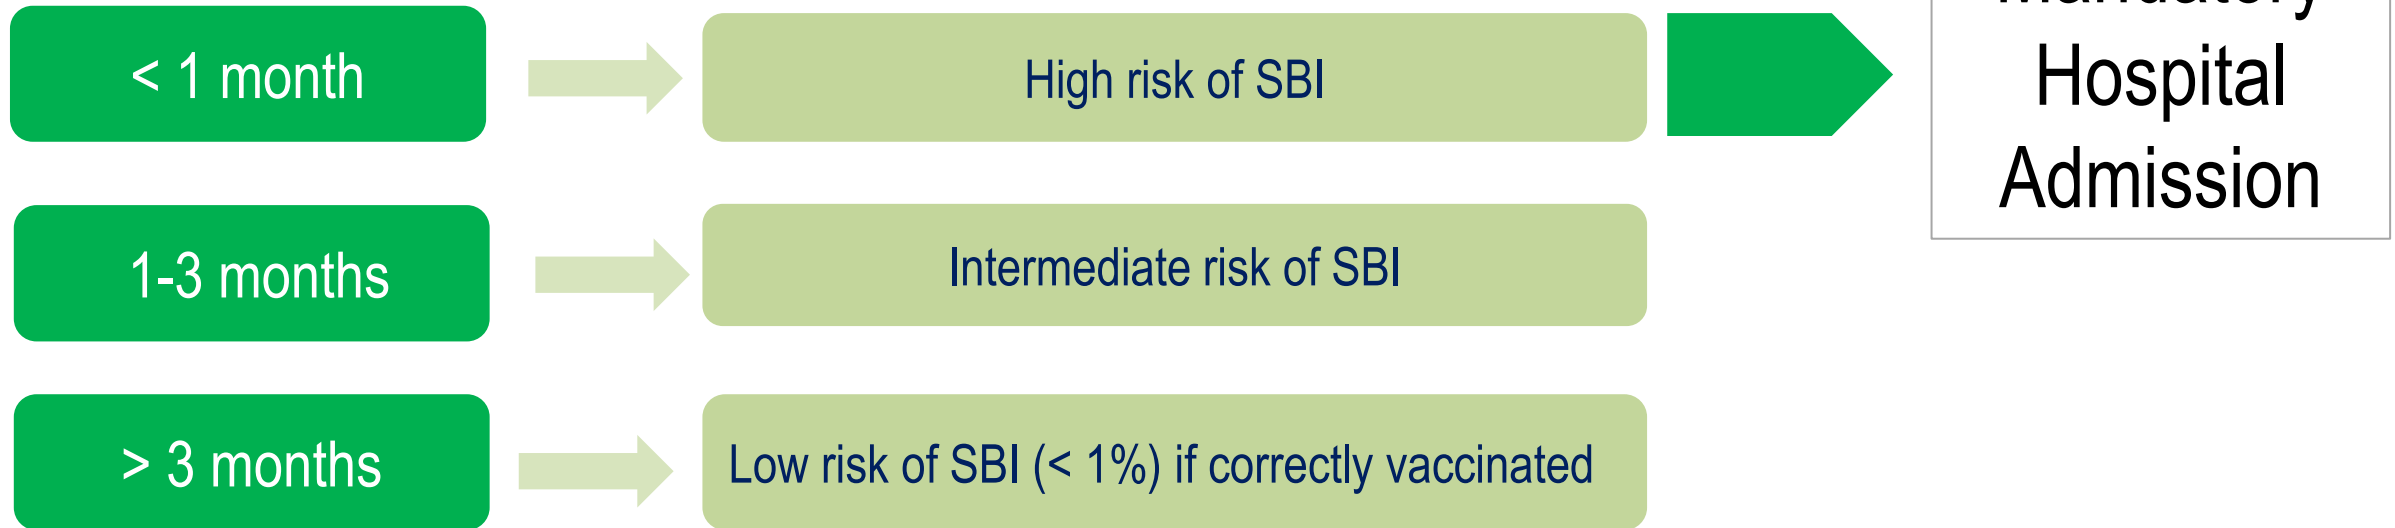 < 1 month
High risk of SBI
Mandatory
Hospital
Admission
1-3 months
Intermediate risk of SBI
> 3 months
Low risk of SBI (< 1%) if correctly vaccinated